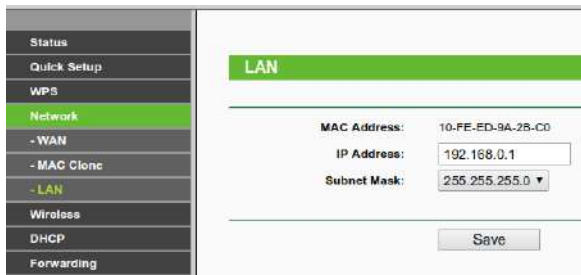 Status
Quick Setup
WPS
Network
- WAN
- MAC Clone
- LAN
Wireless
DHCP
Forwarding
LAN
MAC Address: 10-FE-ED-9A-2B-C0
IP Address: 192.168.0.1
Subnet Mask: 255.255.255.0
Save